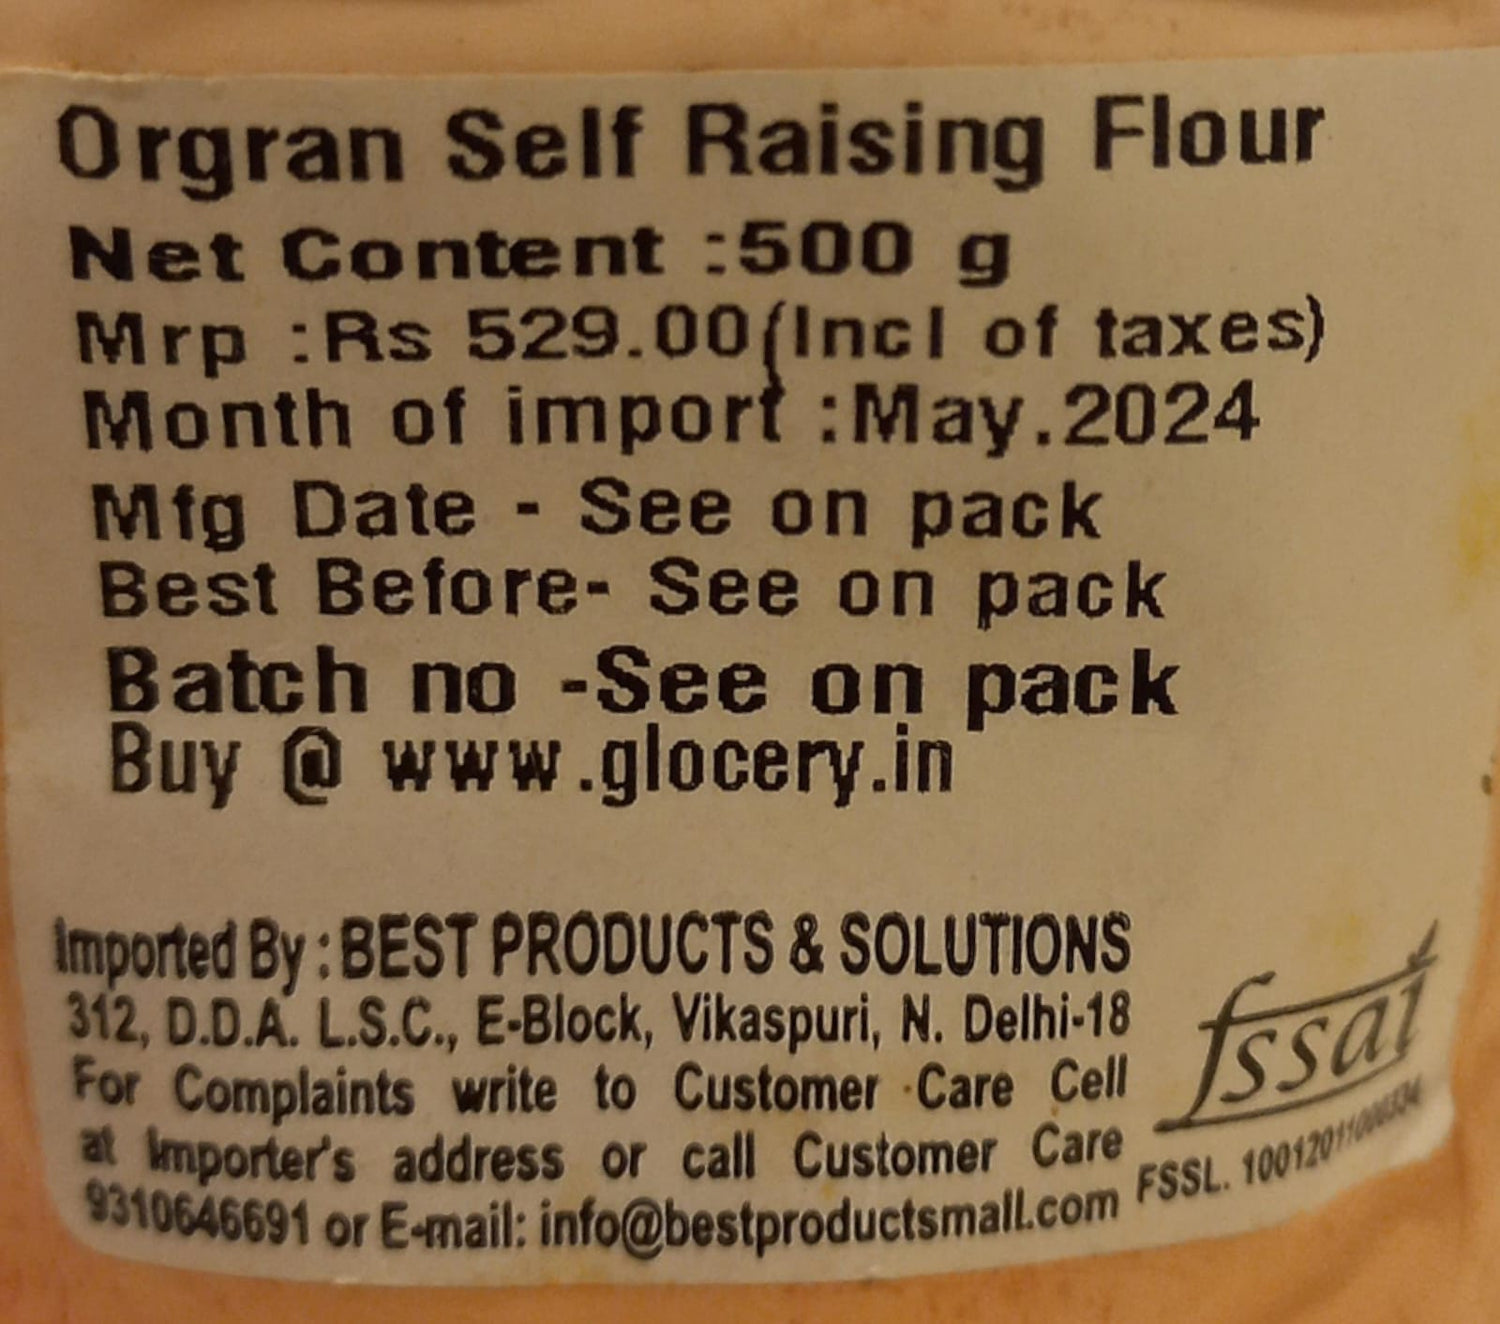 Orgran Self Raising Flour
Net Content :500 g
Mrp :Rs 529.00(Incl of taxes)
Month of import :May.2024
Mfg Date - See on pack
Best Before- See on pack
Batch no -See on pack
Buy @ www.glocery.in
Imported By : BEST PRODUCTS & SOLUTIONS
312, D.D.A. L.S.C., E-Block, Vikaspuri, N. Delhi-18
For Complaints write to Customer Care Cell
at Importer's address or call Customer Care
9310646691 or E-mail: info@bestproductsmall.com
fssai
FSSL.